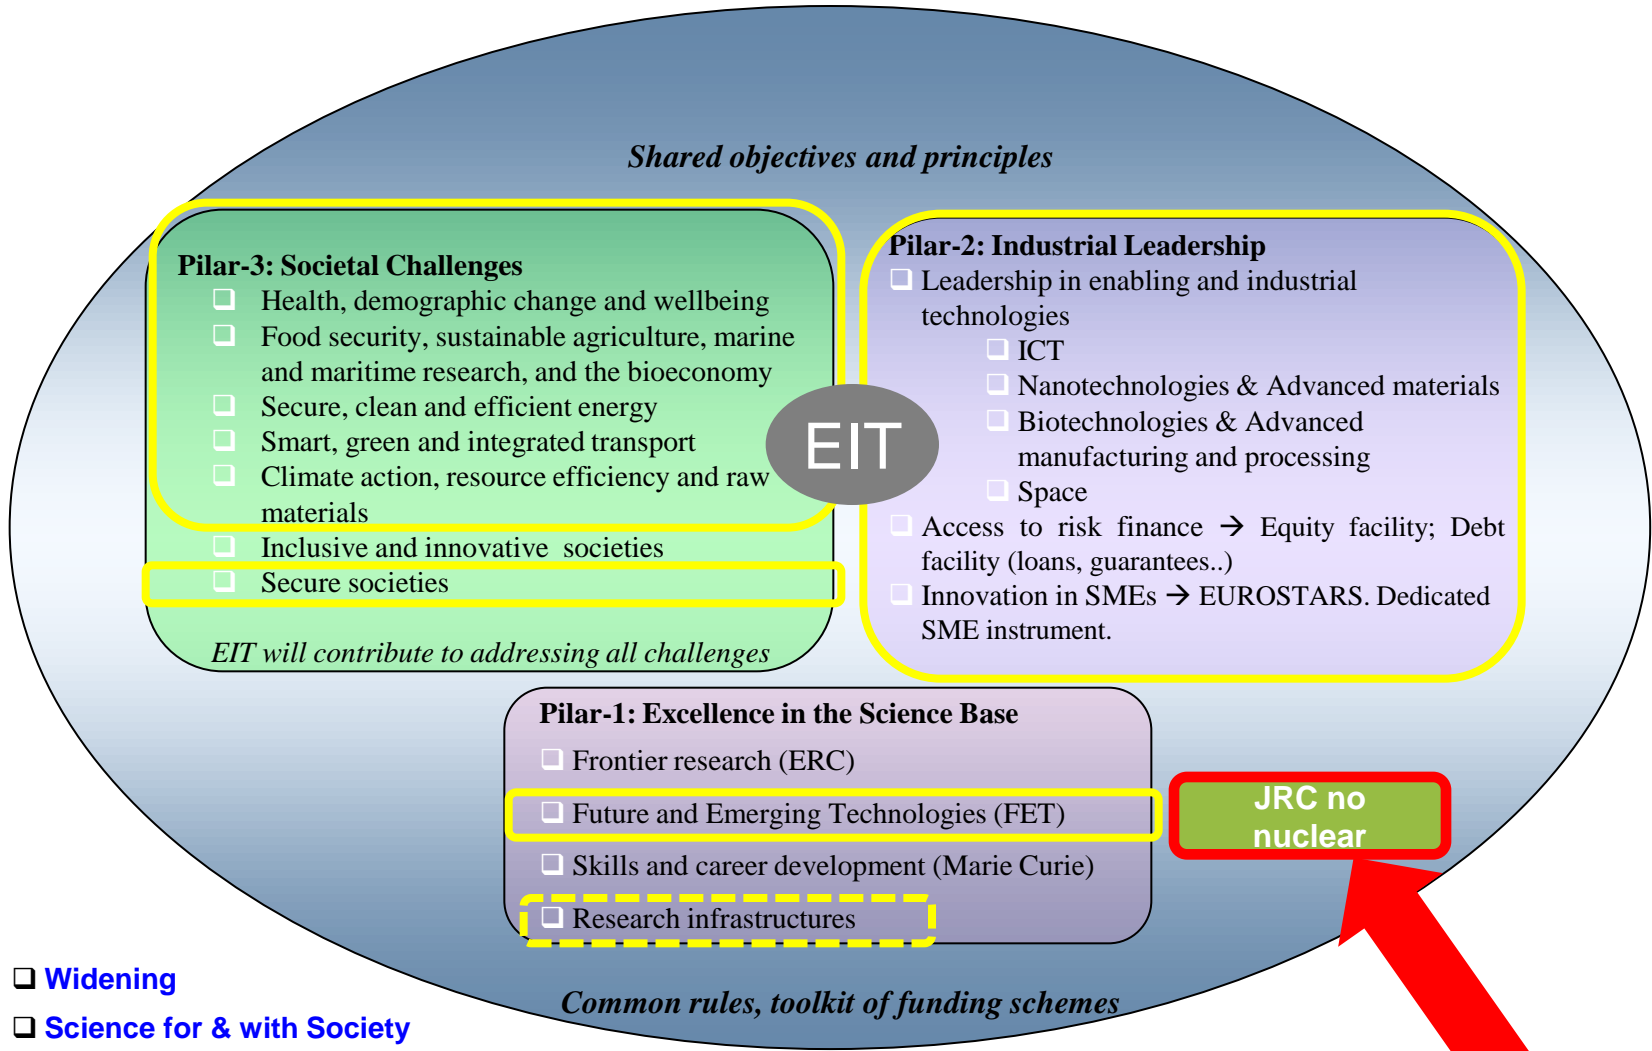 Shared objectives and principles
Pilar-3: Societal Challenges
Health, demographic change and wellbeing
Food security, sustainable agriculture, marine
and maritime research, and the bioeconomy
Secure, clean and efficient energy
Smart, green and integrated transport
Climate action, resource efficiency and raw
materials
Inclusive and innovative societies
Secure societies
EIT will contribute to addressing all challenges
EIT
Pilar-2: Industrial Leadership
Leadership in enabling and industrial
technologies
ICT
Nanotechnologies & Advanced materials
Biotechnologies & Advanced
manufacturing and processing
Space
Access to risk finance → Equity facility; Debt
facility (loans, guarantees..)
Innovation in SMEs → EUROSTARS. Dedicated
SME instrument.
Pilar-1: Excellence in the Science Base
Frontier research (ERC)
Future and Emerging Technologies (FET)
Skills and career development (Marie Curie)
Research infrastructures
JRC no
nuclear
Widening
Science for & with Society
Common rules, toolkit of funding schemes